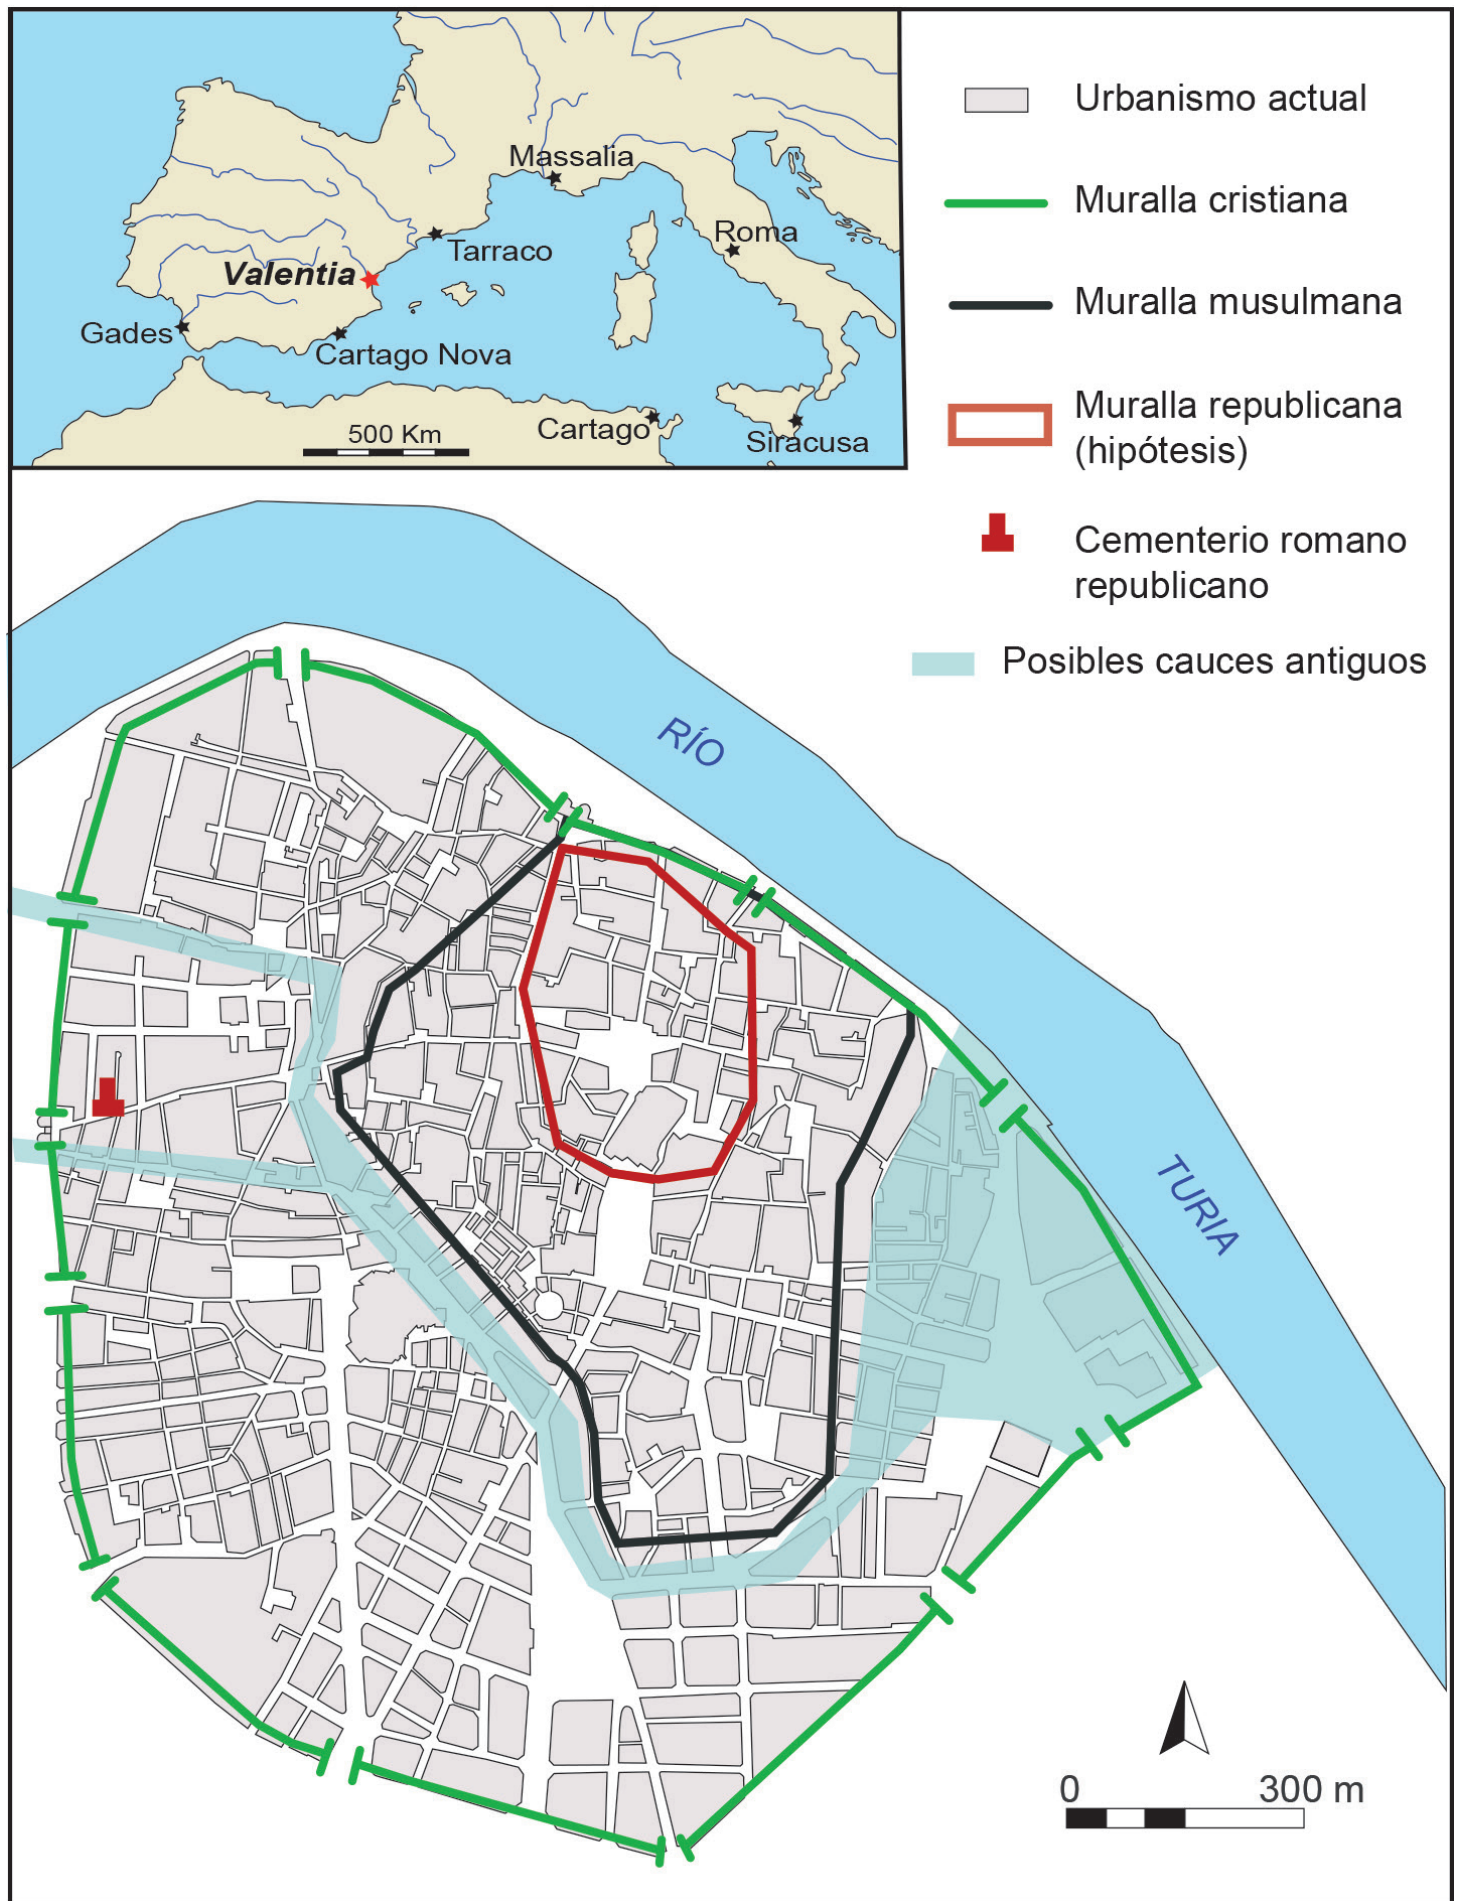 Massalia
Roma
Tarraco
Valentia
Gades
Cartago Nova
Cartago
Siracusa
500 Km
Urbanismo actual
Muralla cristiana
Muralla musulmana
Muralla republicana
(hipótesis)
Cementerio romano
republicano
Posibles cauces antiguos
RÍO
TURIA
0 300 m